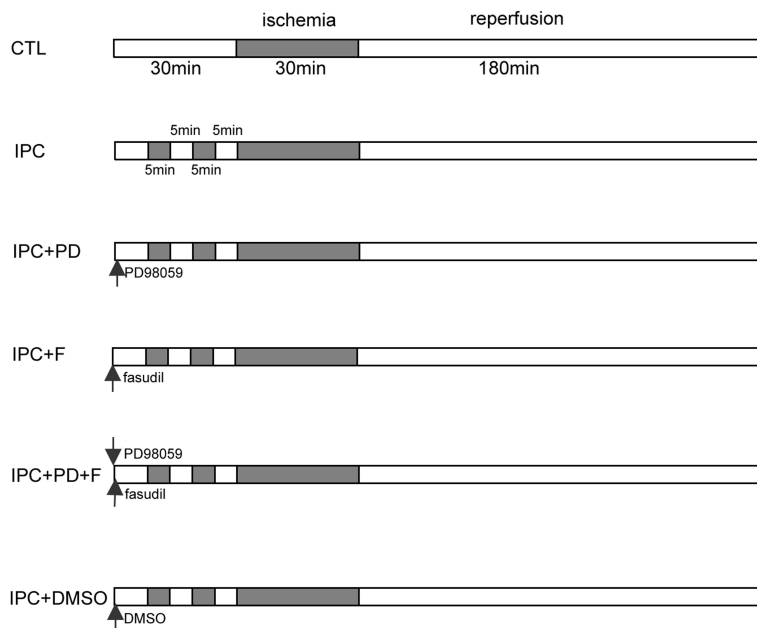 ischemia reperfusion
CTL
30min 30min 180min
5min 5min
IPC
5min 5min
IPC+PD
PD98059
IPC+F
fasudil
PD98059
IPC+PD+F
fasudil
IPC+DMSO
DMSO